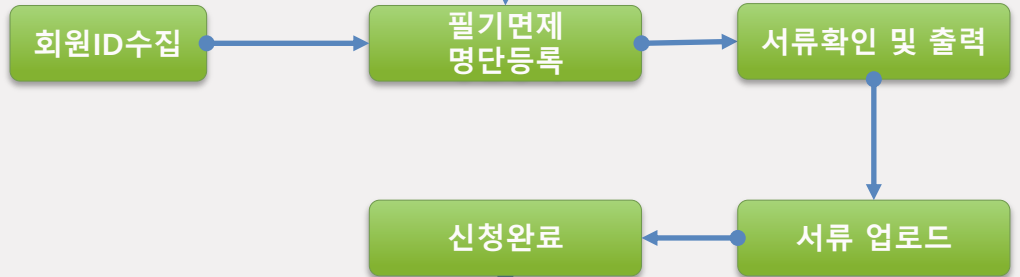 회원ID수집
필기면제
명단등록
서류확인 및 출력
신청완료
서류 업로드